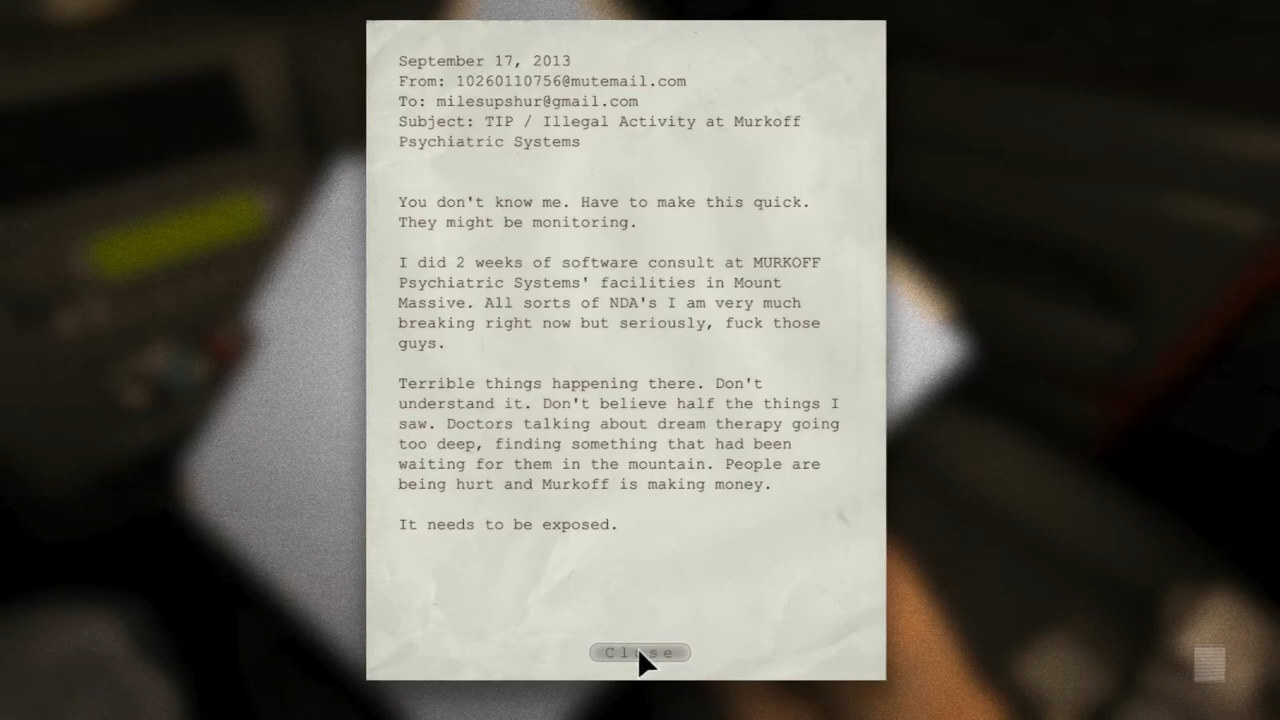 September 17, 2013
From: 10260110756@mutemail.com
To: milesupshur@gmail.com
Subject: TIP / Illegal Activity at Murkoff
Psychiatric Systems
You don't know me. Have to make this quick.
They might be monitoring.
I did 2 weeks of software consult at MURKOFF
Psychiatric Systems' facilities in Mount
Massive. All sorts of NDA's I am very much
breaking right now but seriously, fuck those
guys.
Terrible things happening there. Don't
understand it. Don't believe half the things I
saw. Doctors talking about dream therapy going
too deep, finding something that had been
waiting for them in the mountain. People are
being hurt and Murkoff is making money.
It needs to be exposed.
Close